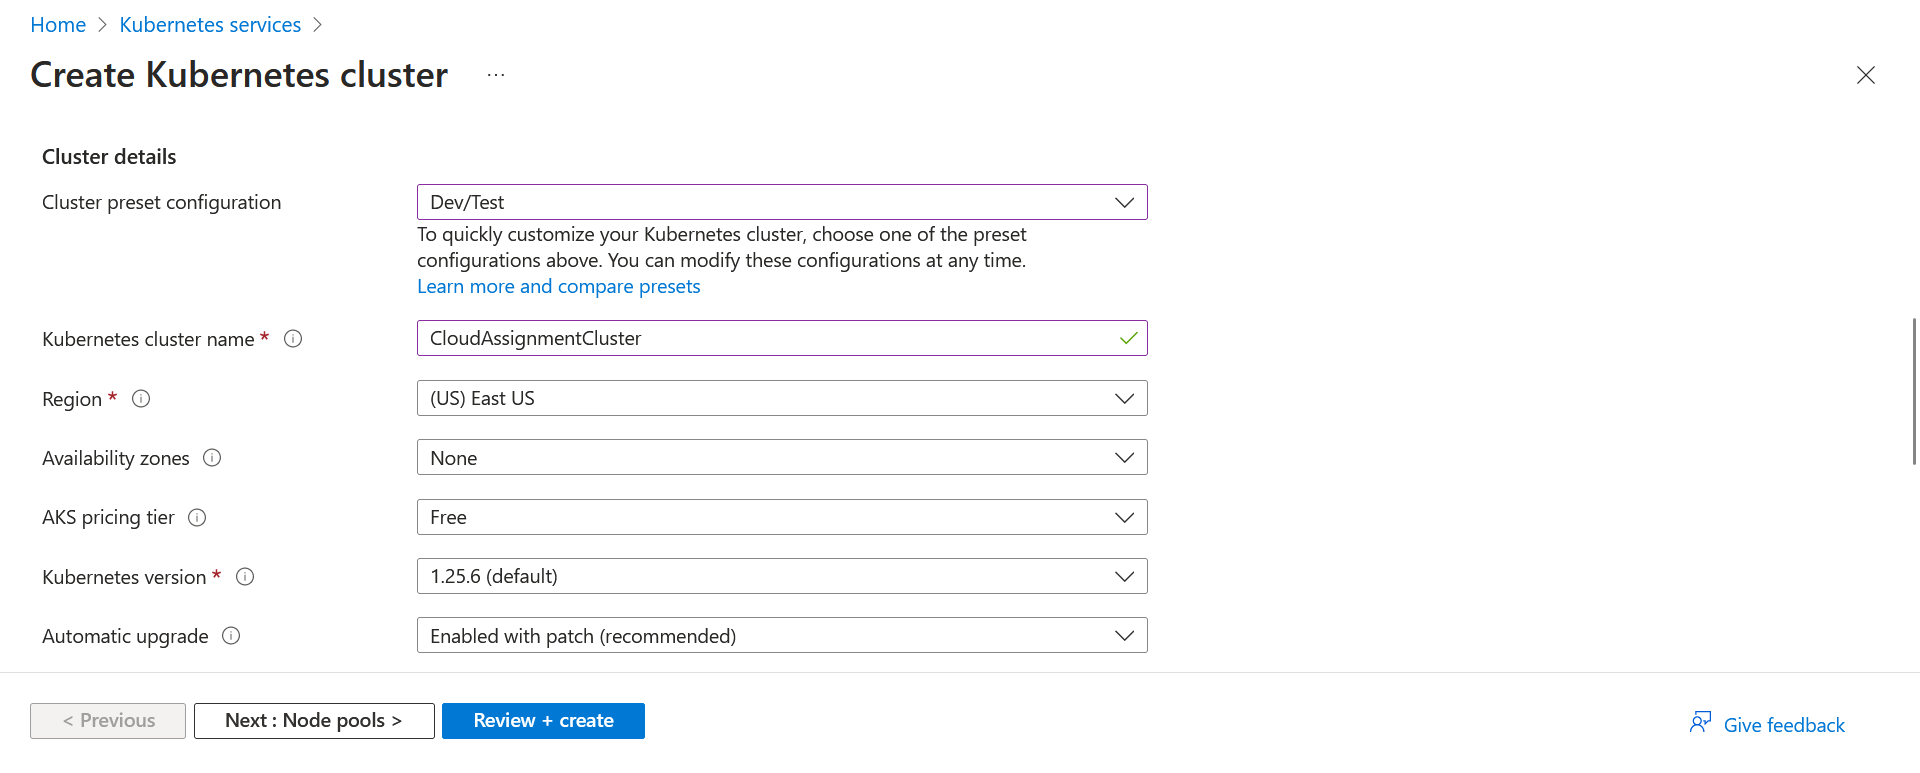 Home > Kubernetes services >
Create Kubernetes cluster ...
Cluster details
Cluster preset configuration
Dev/Test
To quickly customize your Kubernetes cluster, choose one of the preset
configurations above. You can modify these configurations at any time.
Learn more and compare presets
Kubernetes cluster name *
CloudAssignmentCluster
Region *
(US) East US
Availability zones
None
AKS pricing tier
Free
Kubernetes version *
1.25.6 (default)
Automatic upgrade
Enabled with patch (recommended)
< Previous
Next : Node pools >
Review + create
Give feedback